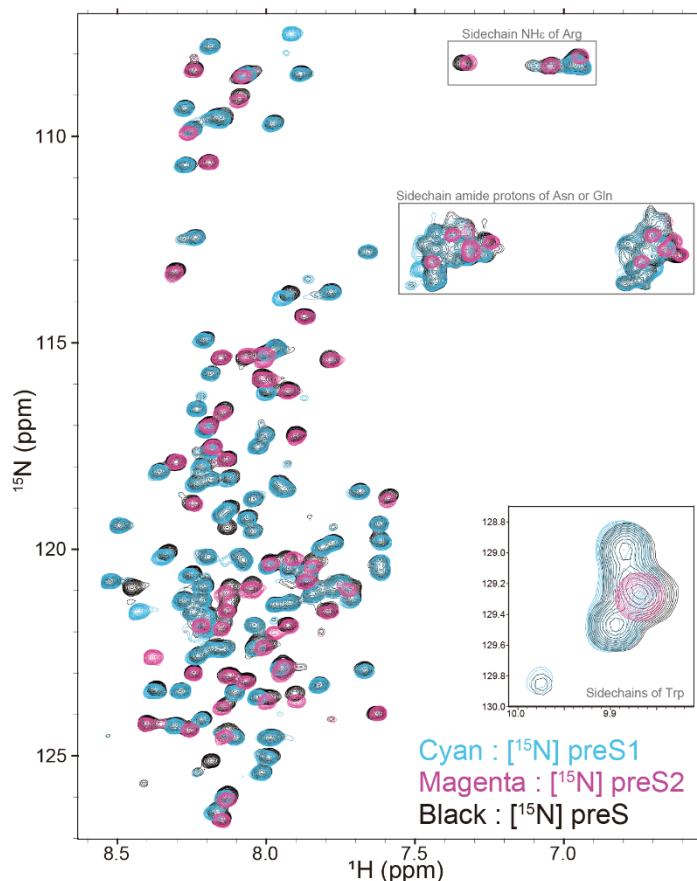 Sidechain NHε of Arg
110
Sidechain amide protons of Asn or Gln
115
¹⁵N (ppm)
120
128.8
129.0
129.2
129.4
129.6
129.8
130.0
Sidechains of Trp
10.0
9.9
125
Cyan : [¹⁵N] preS1
Magenta : [¹⁵N] preS2
Black : [¹⁵N] preS
8.5
8.0
7.5
7.0
¹H (ppm)